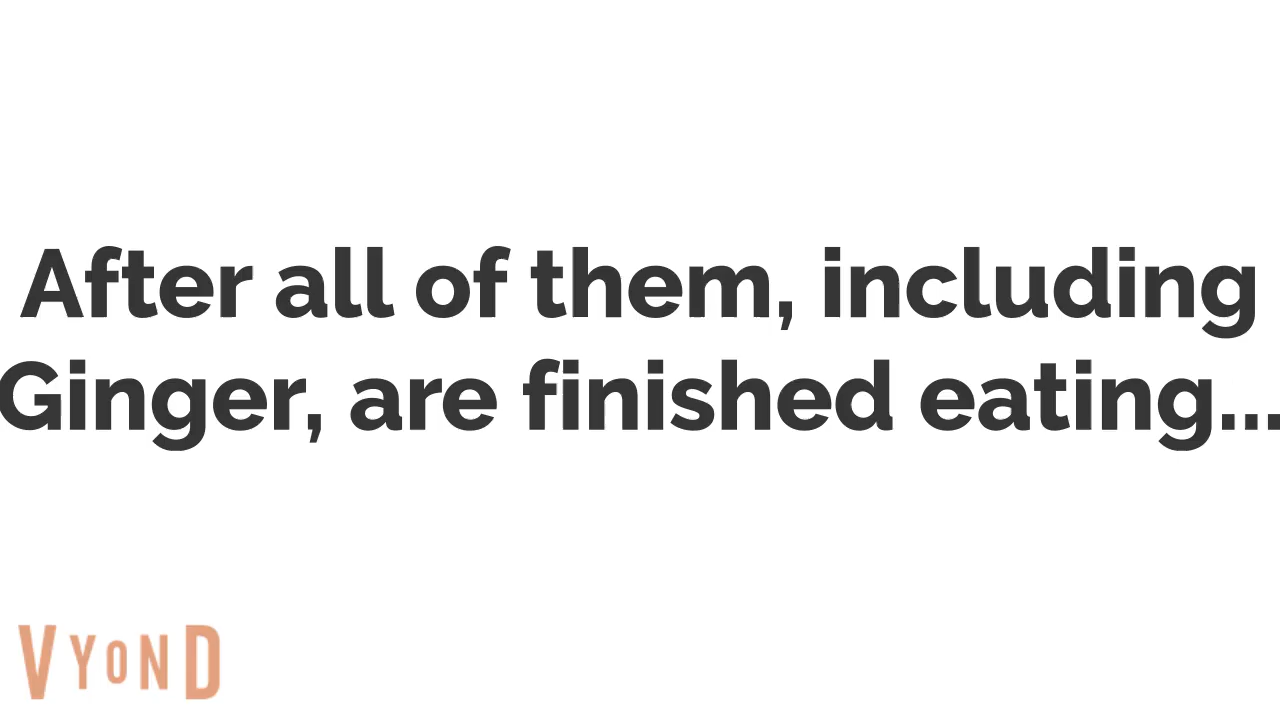 After all of them, including
Ginger, are finished eating...
VYOND